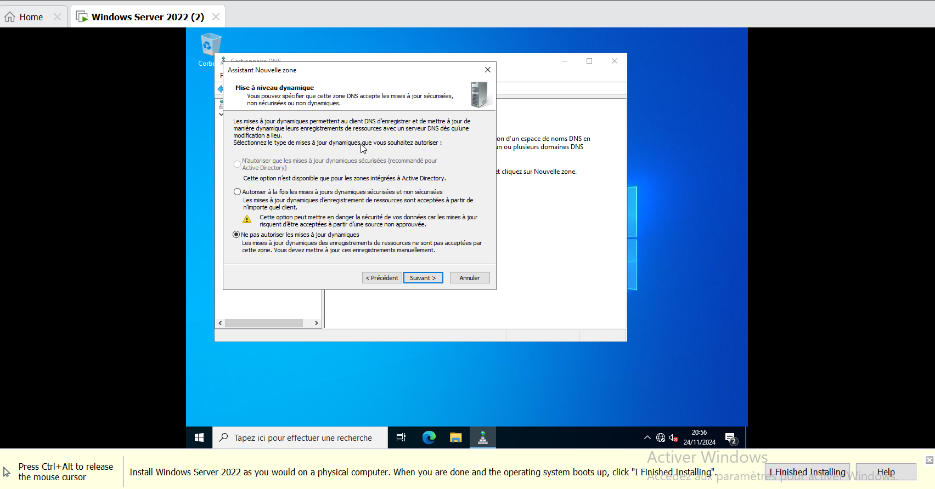 Home
Windows Server 2022 (2)
Assistant Nouvelle zone
Mise à niveau dynamique
Vous pouvez spécifier que cette zone DNS accepte les mises à jour sécurisées,
non sécurisées ou non dynamiques.
Les mises à jour dynamiques permettent au client DNS d'enregistrer et de mettre à jour de
manière dynamique leurs enregistrements de ressources avec un serveur DNS dès qu'une
modification a lieu.
Sélectionnez le type de mises à jour dynamiques que vous souhaitez autoriser :
N'autoriser que les mises à jour dynamiques sécurisées (recommandé pour
Active Directory)
Cette option n'est disponible que pour les zones intégrées à Active Directory.
Autoriser à la fois les mises à jours dynamiques sécurisées et non sécurisées
Les mises à jour dynamiques d'enregistrement de ressources sont acceptées à partir de
n'importe quel client.
Cette option peut mettre en danger la sécurité de vos données car les mises à jour
risquent d'être acceptées à partir d'une source non approuvée.
Ne pas autoriser les mises à jour dynamiques
Les mises à jour dynamiques des enregistrements de ressources ne sont pas acceptées par
cette zone. Vous devez mettre à jour ces enregistrements manuellement.
< Précédent
Suivant >
Annuler
on d'un espace de noms DNS en
un ou plusieurs domaines DNS
et cliquez sur Nouvelle zone.
Tapez ici pour effectuer une recherche
20:56
24/11/2024
2
Activer Windows
Accédez aux paramètres pour activer Windows.
Press Ctrl+Alt to release
the mouse cursor
Install Windows Server 2022 as you would on a physical computer. When you are done and the operating system boots up, click "I Finished Installing".
I Finished Installing
Help